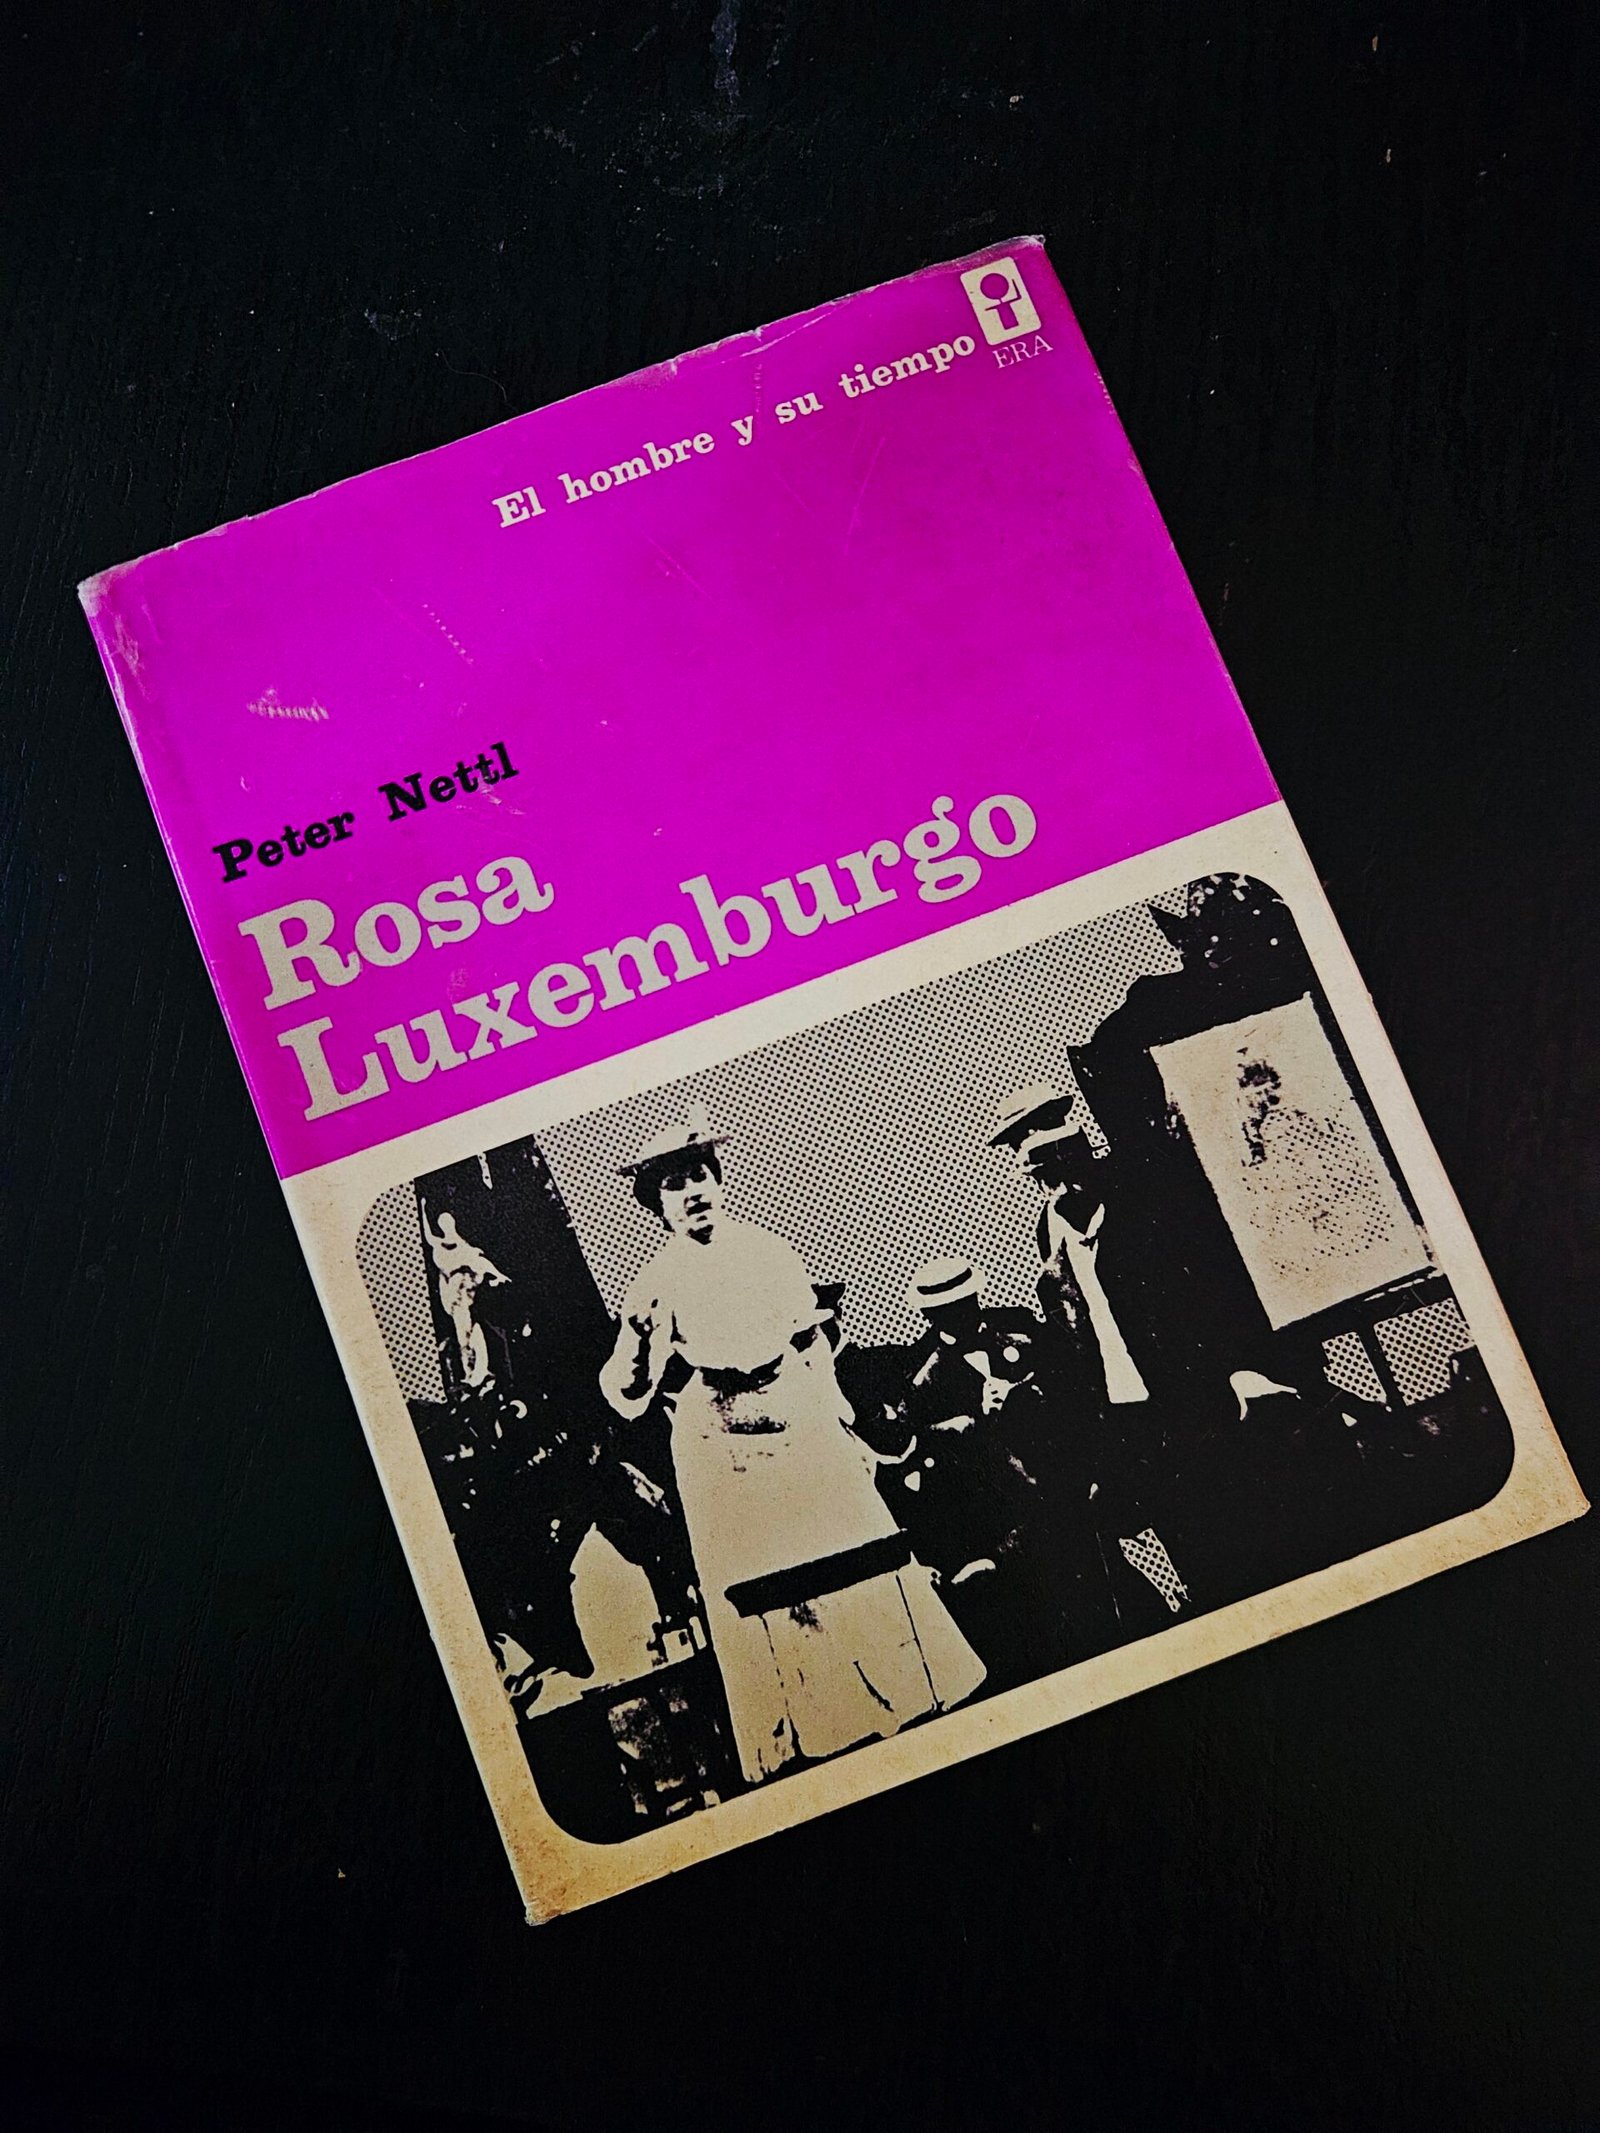 ERA
El hombre y su tiempo
Peter Nettl
Rosa
Luxemburgo